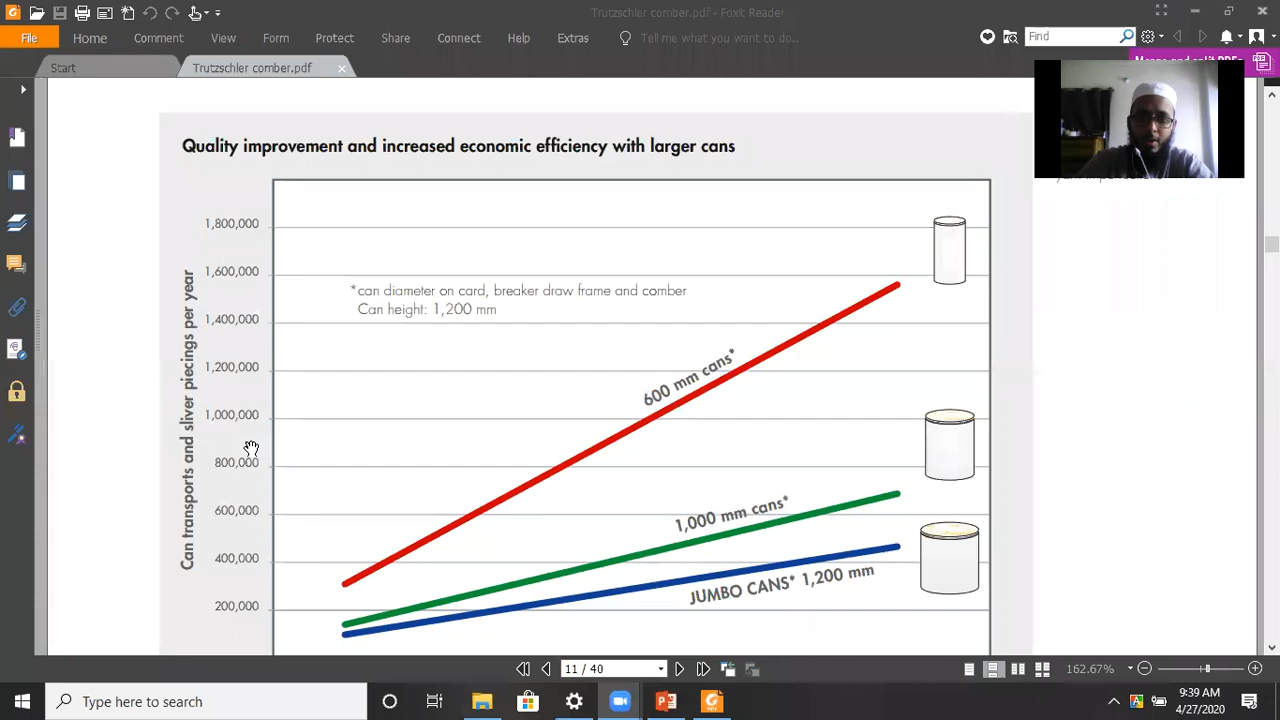 Trutzschler comber.pdf - Foxit Reader
File Home Comment View Form Protect Share Connect Help Extras Tell me what you want to do.. Find
Start Trutzschler comber.pdf
Quality improvement and increased economic efficiency with larger cans
Can transports and sliver piecings per year
1,800,000
1,600,000
*can diameter on card, breaker draw frame and comber
Can height: 1,200 mm
1,400,000
1,200,000
600 mm cans*
1,000,000
800,000
1,000 mm cans*
600,000
400,000
JUMBO CANS* 1,200 mm
200,000
11 / 40
162.67%
Type here to search
9:39 AM
4/27/2020